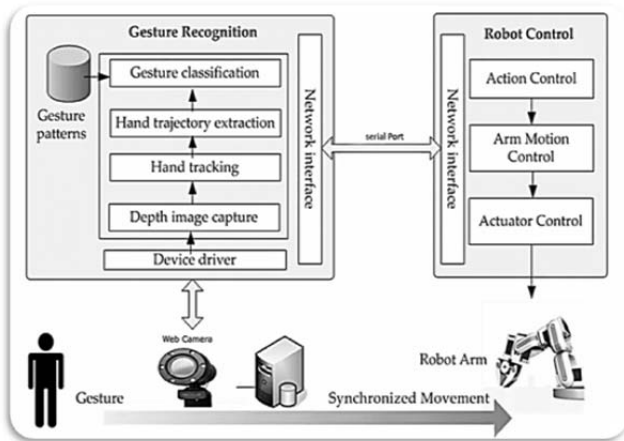 Gesture Recognition
Gesture classification
Gesture
patterns
Hand trajectory extraction
Hand tracking
Depth image capture
Device driver
Network interface
serial Port
Robot Control
Network interface
Action Control
Arm Motion
Control
Actuator Control
Web Camera
Robot Arm
Gesture
Synchronized Movement